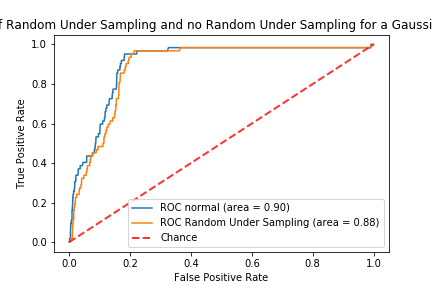 of Random Under Sampling and no Random Under Sampling for a Gaussi
1.0
0.8
0.6
0.4
0.2
0.0
True Positive Rate
ROC normal (area = 0.90)
ROC Random Under Sampling (area = 0.88)
Chance
0.0 0.2 0.4 0.6 0.8 1.0
False Positive Rate